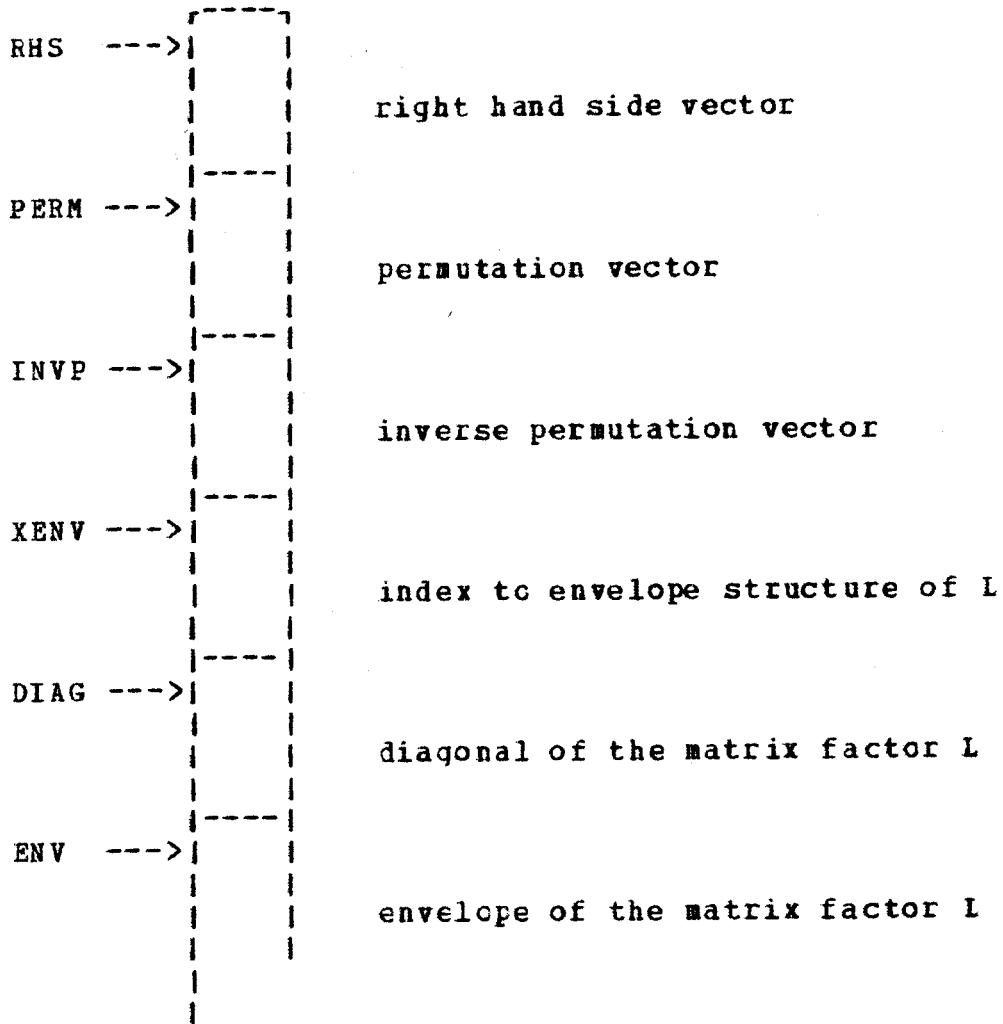 RHS --->
right hand side vector
PERM --->
permutation vector
INVP --->
inverse permutation vector
XENV --->
index to envelope structure of L
DIAG --->
diagonal of the matrix factor L
ENV --->
envelope of the matrix factor L